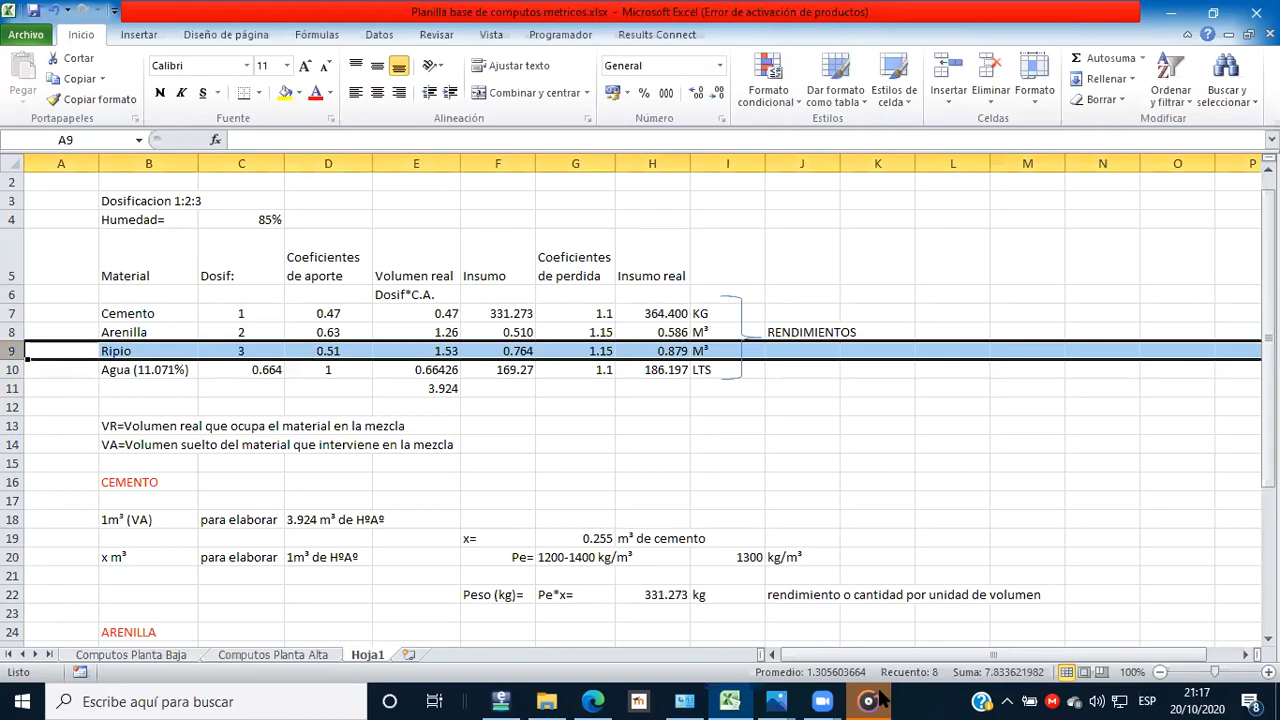 Planilla base de computos metricos.xlsx - Microsoft Excel (Error de activación de productos)
Archivo Inicio Insertar Diseño de página Fórmulas Datos Revisar Vista Programador Results Connect
Pegar Cortar Copiar Copiar formato Portapapeles
Calibri 11 N K S Fuente
Ajustar texto Combinar y centrar Alineación
General % 000 Número
Formato condicional Dar formato como tabla Estilos de celda Estilos
Insertar Eliminar Formato Celdas
Σ Autosuma Rellenar Borrar Ordenar y filtrar Buscar y seleccionar Modificar
A9 fx
A B C D E F G H I J K L M N O P
2
3 Dosificacion 1:2:3
4 Humedad= 85%
5 Material Dosif: Coeficientes de aporte Volumen real Insumo Coeficientes de perdida Insumo real
6 Dosif*C.A.
7 Cemento 1 0.47 0.47 331.273 1.1 364.400 KG
8 Arenilla 2 0.63 1.26 0.510 1.15 0.586 M³ RENDIMIENTOS
9 Ripio 3 0.51 1.53 0.764 1.15 0.879 M³
10 Agua (11.071%) 0.664 1 0.66426 169.27 1.1 186.197 LTS
11 3.924
12
13 VR=Volumen real que ocupa el material en la mezcla
14 VA=Volumen suelto del material que interviene en la mezcla
15
16 CEMENTO
17
18 1m³ (VA) para elaborar 3.924 m³ de HºAº
19 x= 0.255 m³ de cemento
20 x m³ para elaborar 1m³ de HºAº Pe= 1200-1400 kg/m³ 1300 kg/m³
21
22 Peso (kg)= Pe*x= 331.273 kg rendimiento o cantidad por unidad de volumen
23
24 ARENILLA
Computos Planta Baja Computos Planta Alta Hoja1
Listo Promedio: 1.305603664 Recuento: 8 Suma: 7.833621982 100%
Escribe aquí para buscar ESP 21:17
20/10/2020 8